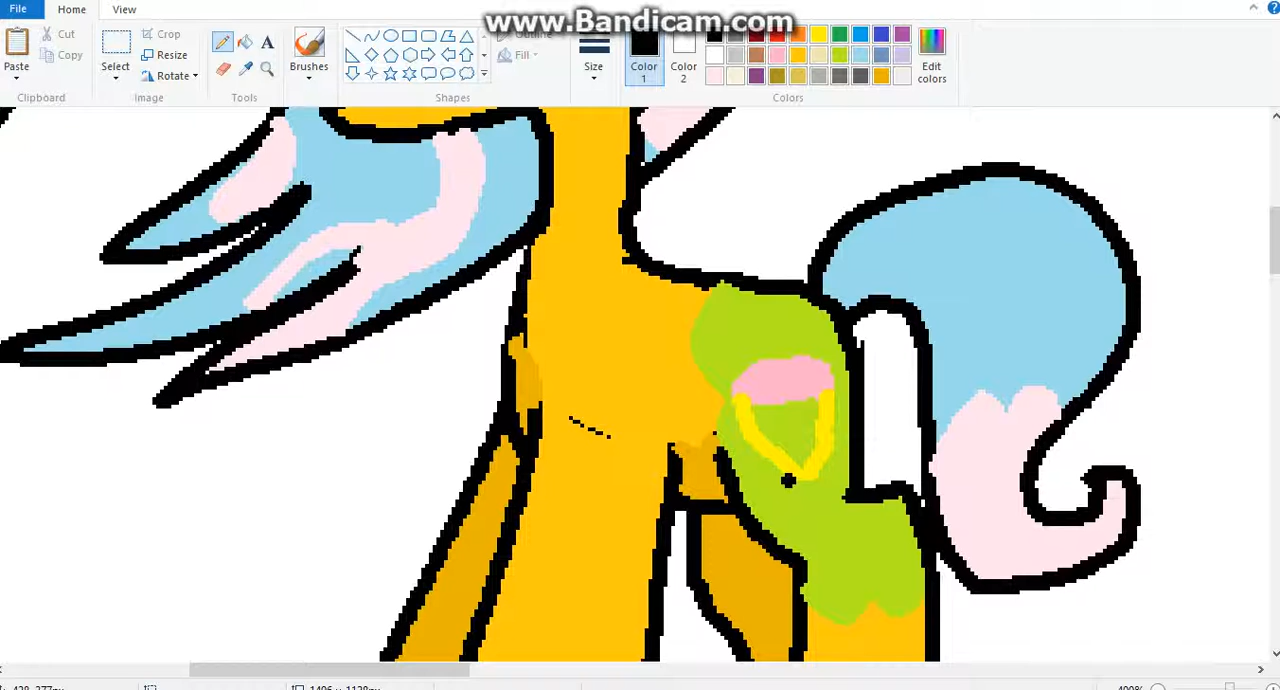 www.Bandicam.com
File Home View
Paste
Cut
Copy
Clipboard
Select
Crop
Resize
Rotate
Image
A
Tools
Brushes
Shapes
Outline
Fill
Size
Color 1
Color 2
Edit colors
Colors
400%